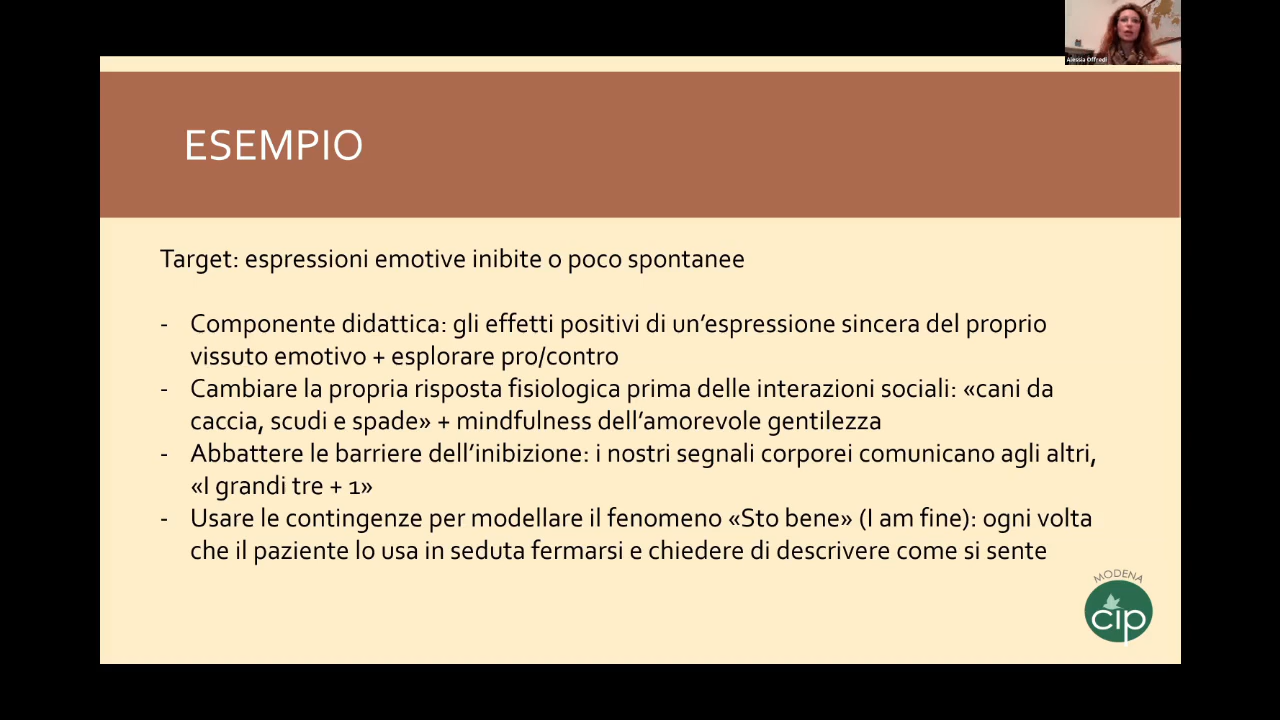 Alessia Offredi
ESEMPIO
Target: espressioni emotive inibite o poco spontanee
- Componente didattica: gli effetti positivi di un’espressione sincera del proprio
vissuto emotivo + esplorare pro/contro
- Cambiare la propria risposta fisiologica prima delle interazioni sociali: «cani da
caccia, scudi e spade» + mindfulness dell’amorevole gentilezza
- Abbattere le barriere dell’inibizione: i nostri segnali corporei comunicano agli altri,
«I grandi tre + 1»
- Usare le contingenze per modellare il fenomeno «Sto bene» (I am fine): ogni volta
che il paziente lo usa in seduta fermarsi e chiedere di descrivere come si sente
MODENA
cip